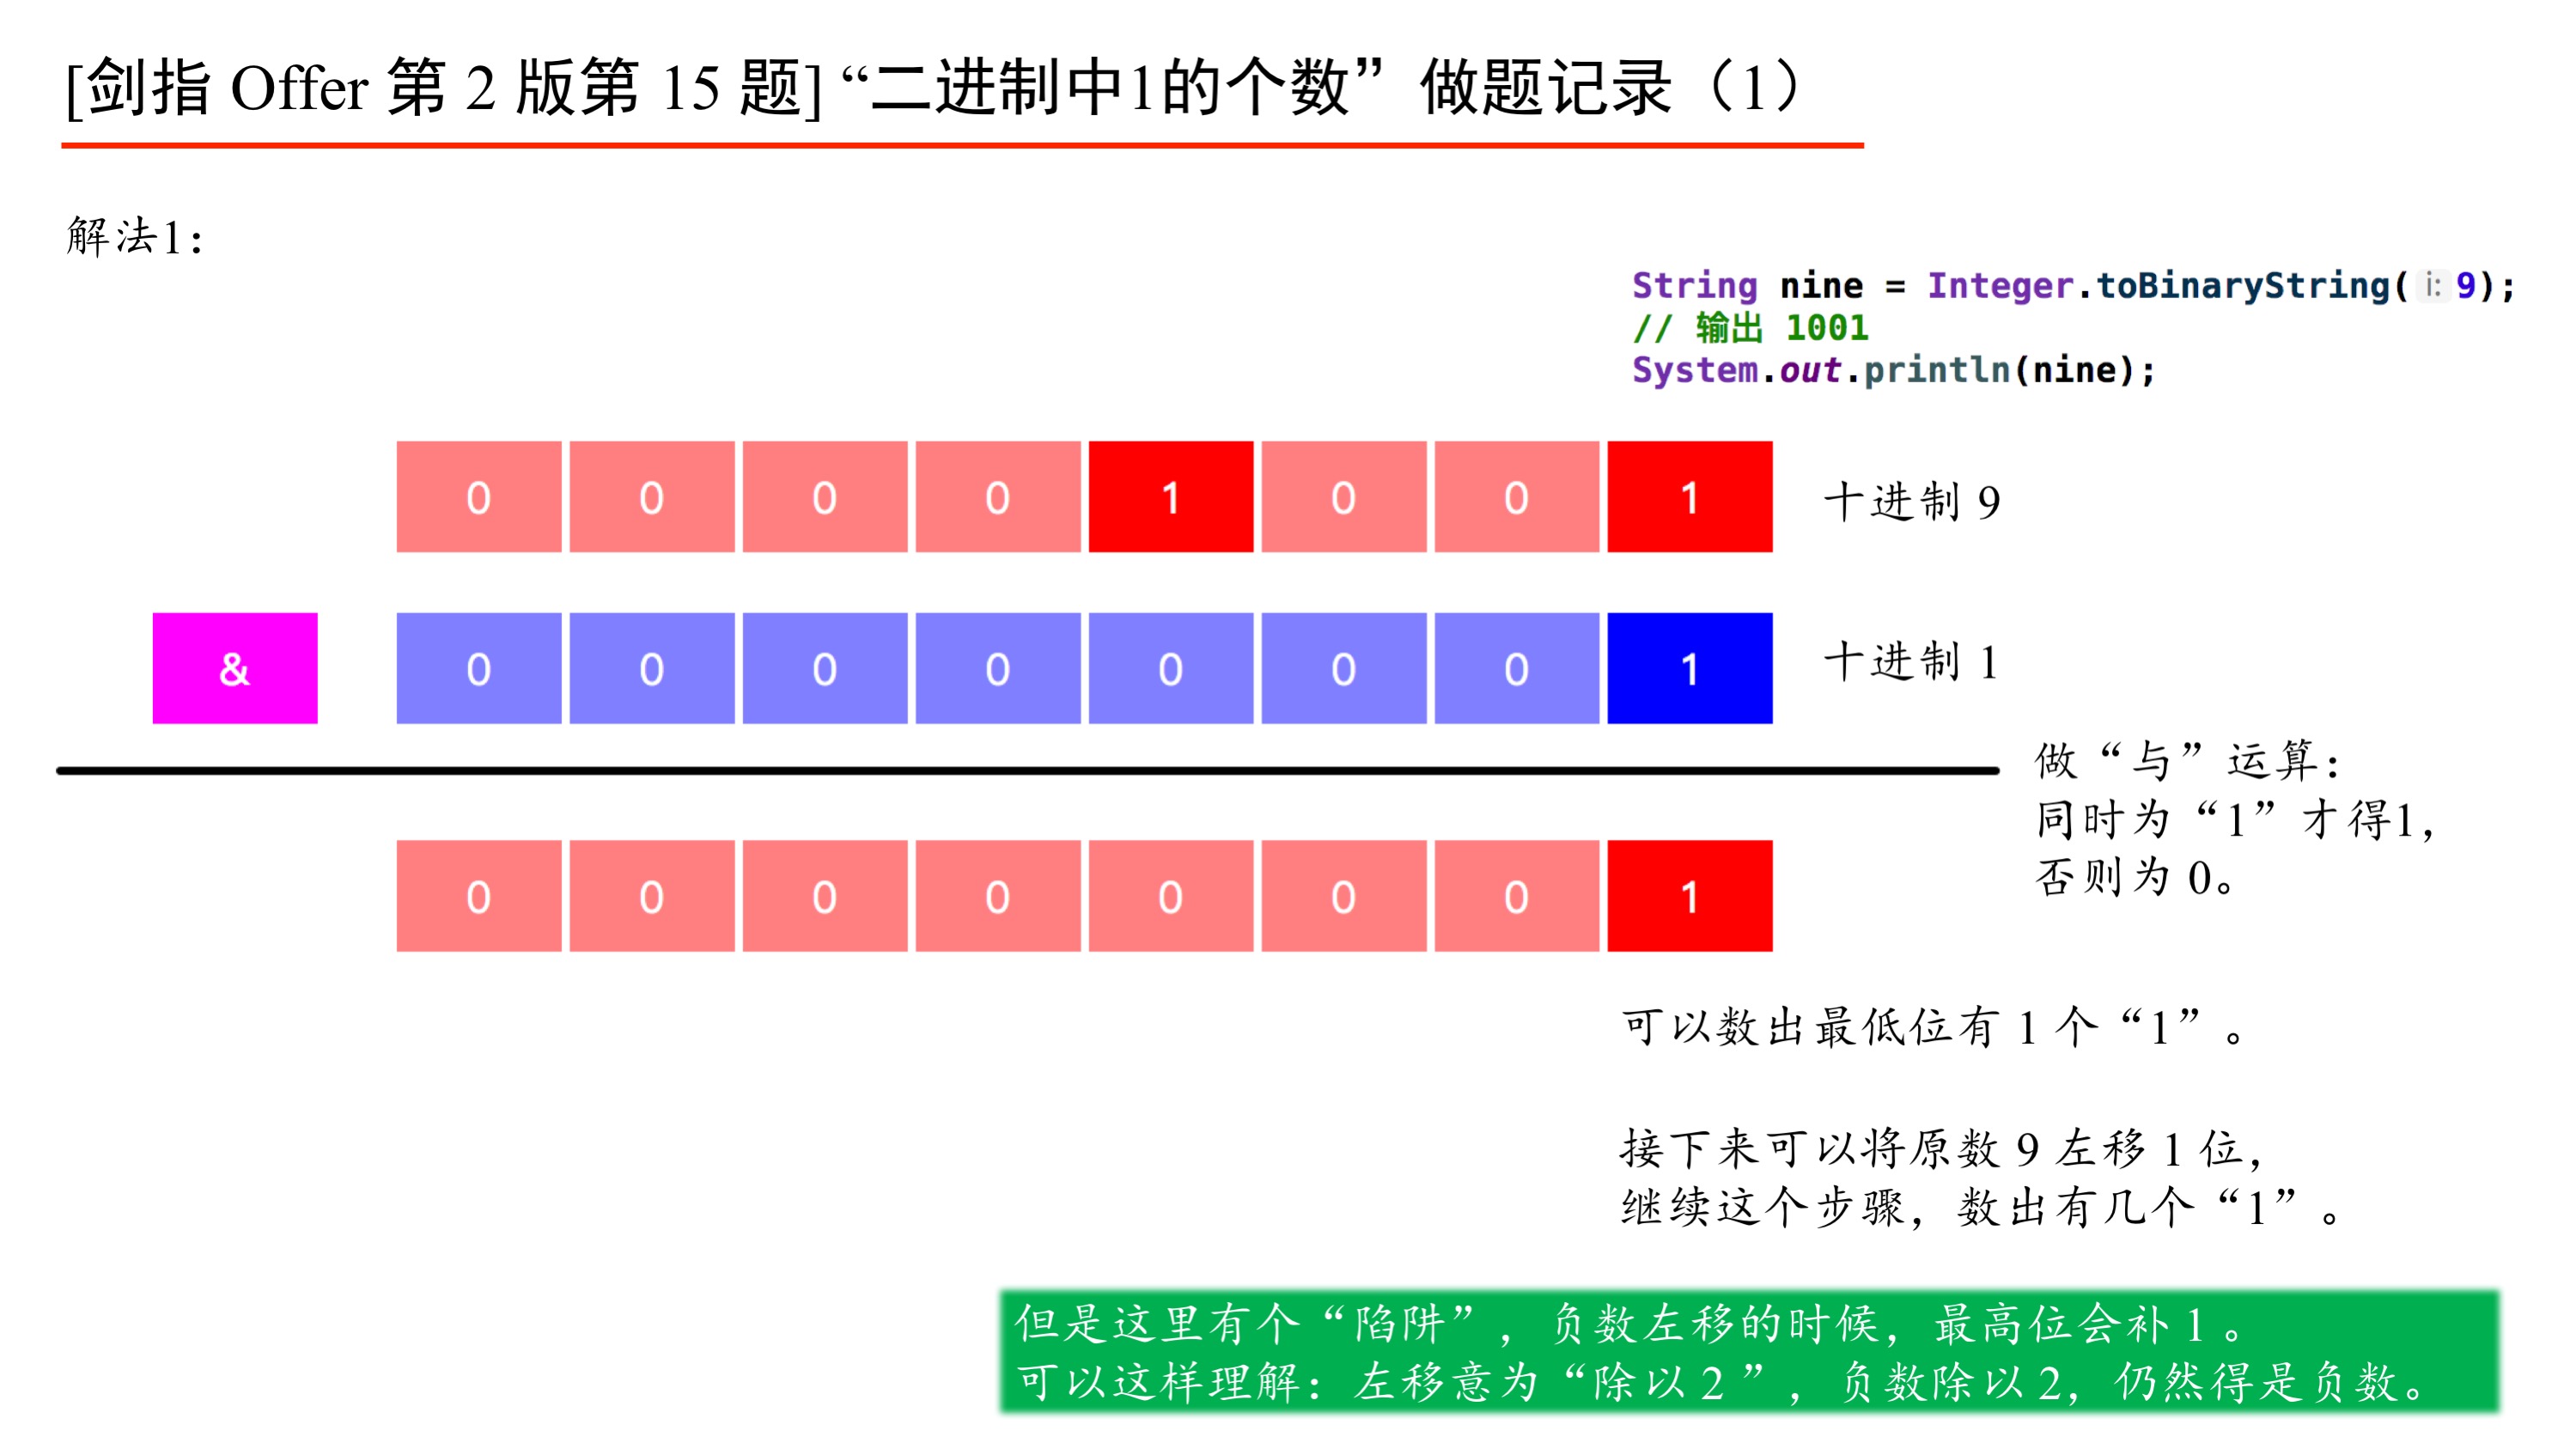 [剑指 Offer 第 2 版第 15 题] “二进制中1的个数” 做题记录（1）
解法1：
String nine = Integer.toBinaryString( i: 9);
// 输出 1001
System.out.println(nine);
0 0 0 0 1 0 0 1 十进制 9
& 0 0 0 0 0 0 0 1 十进制 1
做“与”运算：
同时为“1”才得1，
否则为 0。
0 0 0 0 0 0 0 1
可以数出最低位有 1 个“1”。
接下来可以将原数 9 左移 1 位，
继续这个步骤，数出有几个“1”。
但是这里有个“陷阱”，负数左移的时候，最高位会补 1 。
可以这样理解：左移意为“除以 2 ”，负数除以 2，仍然得是负数。